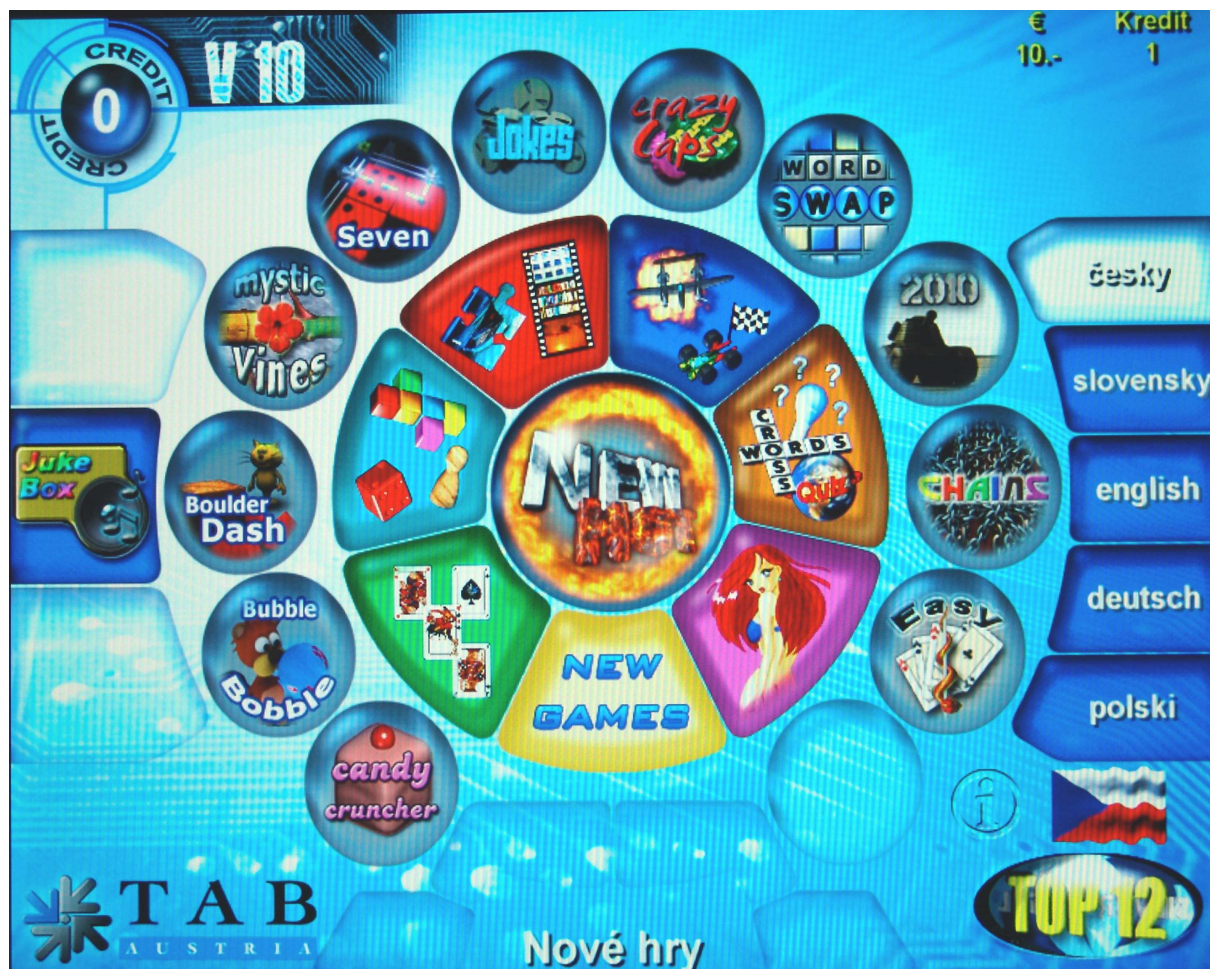 CREDIT
0
CREDIT
V 10
€
10.-
Kredit
1
Jokes
crazy
Caps
WORD
SWAP
Seven
mystic
Vines
2010
česky
slovensky
english
deutsch
polski
Juke
Box
Boulder
Dash
NEW
Hot
CROSS
WORDS
Quiz
CHAINS
Bubble
Bobble
Easy
NEW
GAMES
candy
cruncher
TAB
AUSTRIA
TOP 12
Nové hry